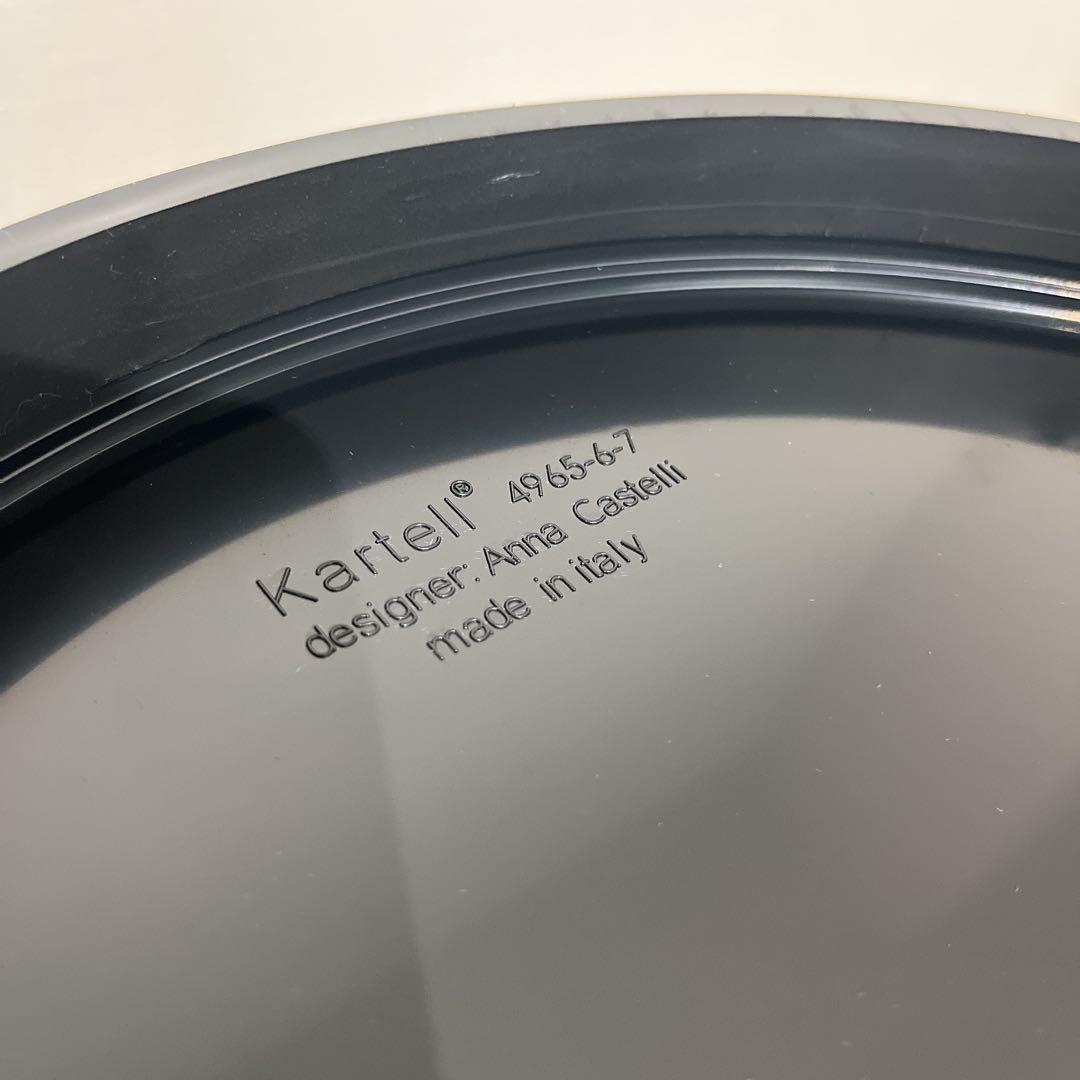 Kartell® 4965-6-7
designer: Anna Castelli
made in italy